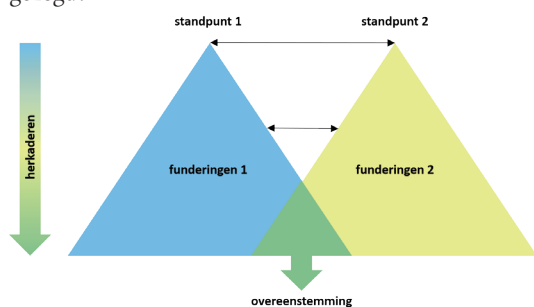 standpunt 1
standpunt 2
herkaderen
funderingen 1
funderingen 2
overeenstemming